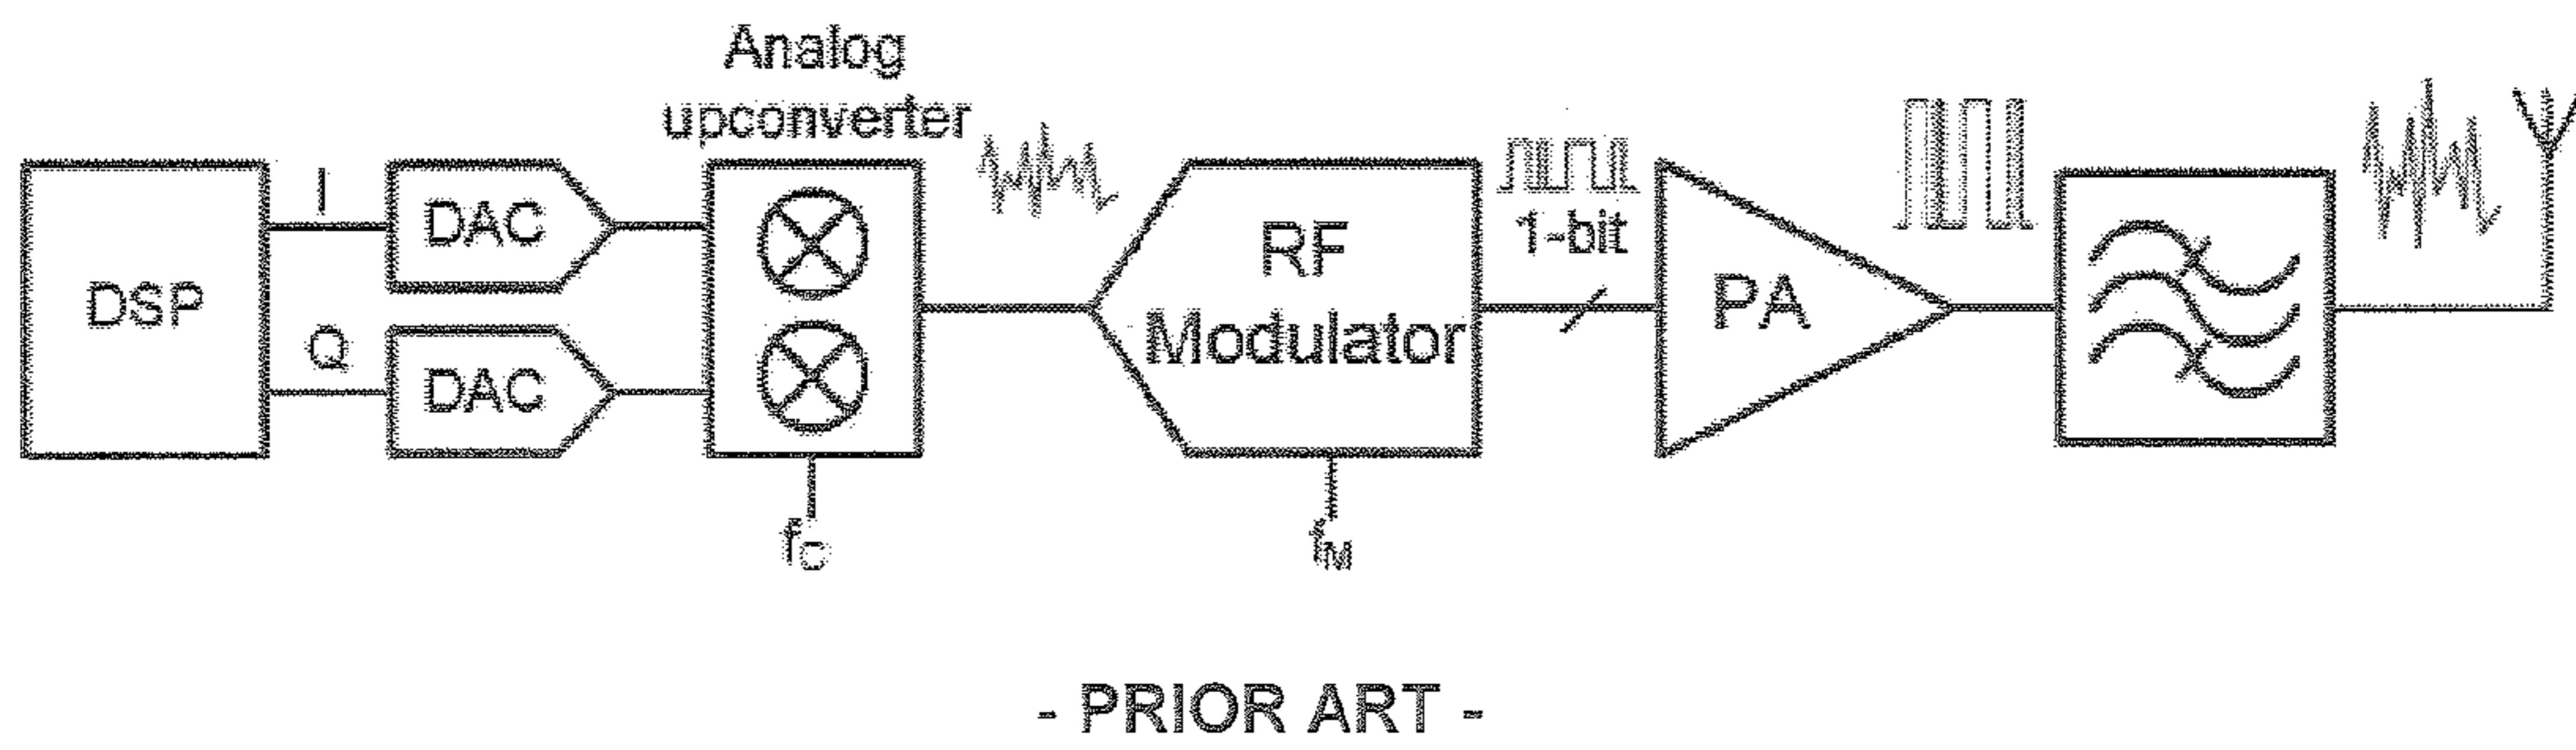 Analog
upconverter
DSP
I
Q
DAC
DAC
RF
Modulator
1-bit
PA
fC
fM
- PRIOR ART -